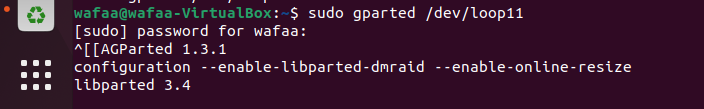 wafaa@wafaa-VirtualBox:~$ sudo gparted /dev/loop11
[sudo] password for wafaa:
^[[AGParted 1.3.1
configuration --enable-libparted-dmraid --enable-online-resize
libparted 3.4